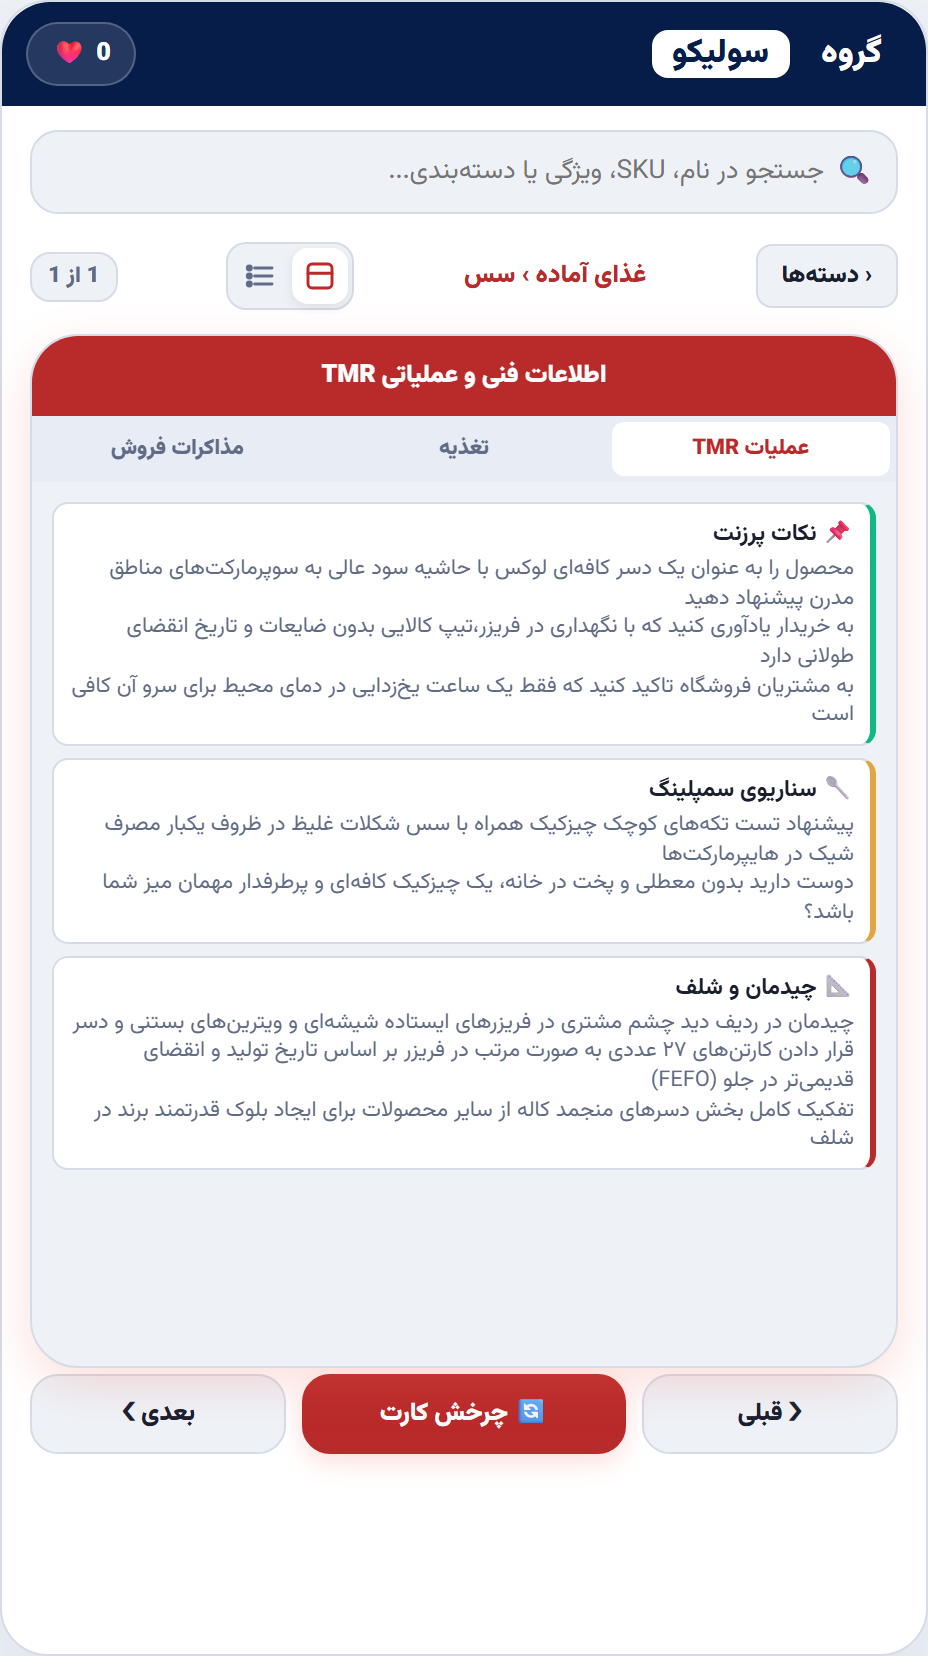 گروه سولیکو
0
جستجو در نام، SKU، ویژگی یا دسته‌بندی...
‹ دسته‌ها
غذای آماده › سس
1 از 1
اطلاعات فنی و عملیاتی TMR
عملیات TMR
تغذیه
مذاکرات فروش
نکات پرزنت
محصول را به عنوان یک دسر کافه‌ای لوکس با حاشیه سود عالی به سوپرمارکت‌های مناطق
مدرن پیشنهاد دهید
به خریدار یادآوری کنید که با نگهداری در فریزر،تیپ کالایی بدون ضایعات و تاریخ انقضای
طولانی دارد
به مشتریان فروشگاه تاکید کنید که فقط یک ساعت یخ‌زدایی در دمای محیط برای سرو آن کافی
است
سناریوی سمپلینگ
پیشنهاد تست تکه‌های کوچک چیزکیک همراه با سس شکلات غلیظ در ظروف یکبار مصرف
شیک در هایپرمارکت‌ها
دوست دارید بدون معطلی و پخت در خانه، یک چیزکیک کافه‌ای و پرطرفدار مهمان میز شما
باشد؟
چیدمان و شلف
چیدمان در ردیف دید چشم مشتری در فریزرهای ایستاده شیشه‌ای و ویترین‌های بستنی و دسر
قرار دادن کارتن‌های ۲۷ عددی به صورت مرتب در فریزر بر اساس تاریخ تولید و انقضای
قدیمی‌تر در جلو (FEFO)
تفکیک کامل بخش دسرهای منجمد کاله از سایر محصولات برای ایجاد بلوک قدرتمند برند در
شلف
❯ قبلی
چرخش کارت
بعدی ❮